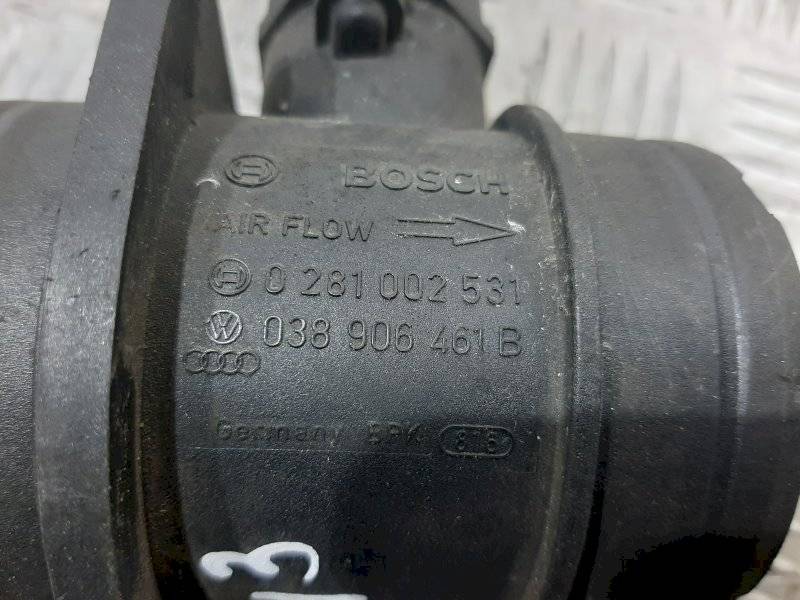 BOSCH
AIR FLOW
0 281 002 531
038 906 461 B
Germany